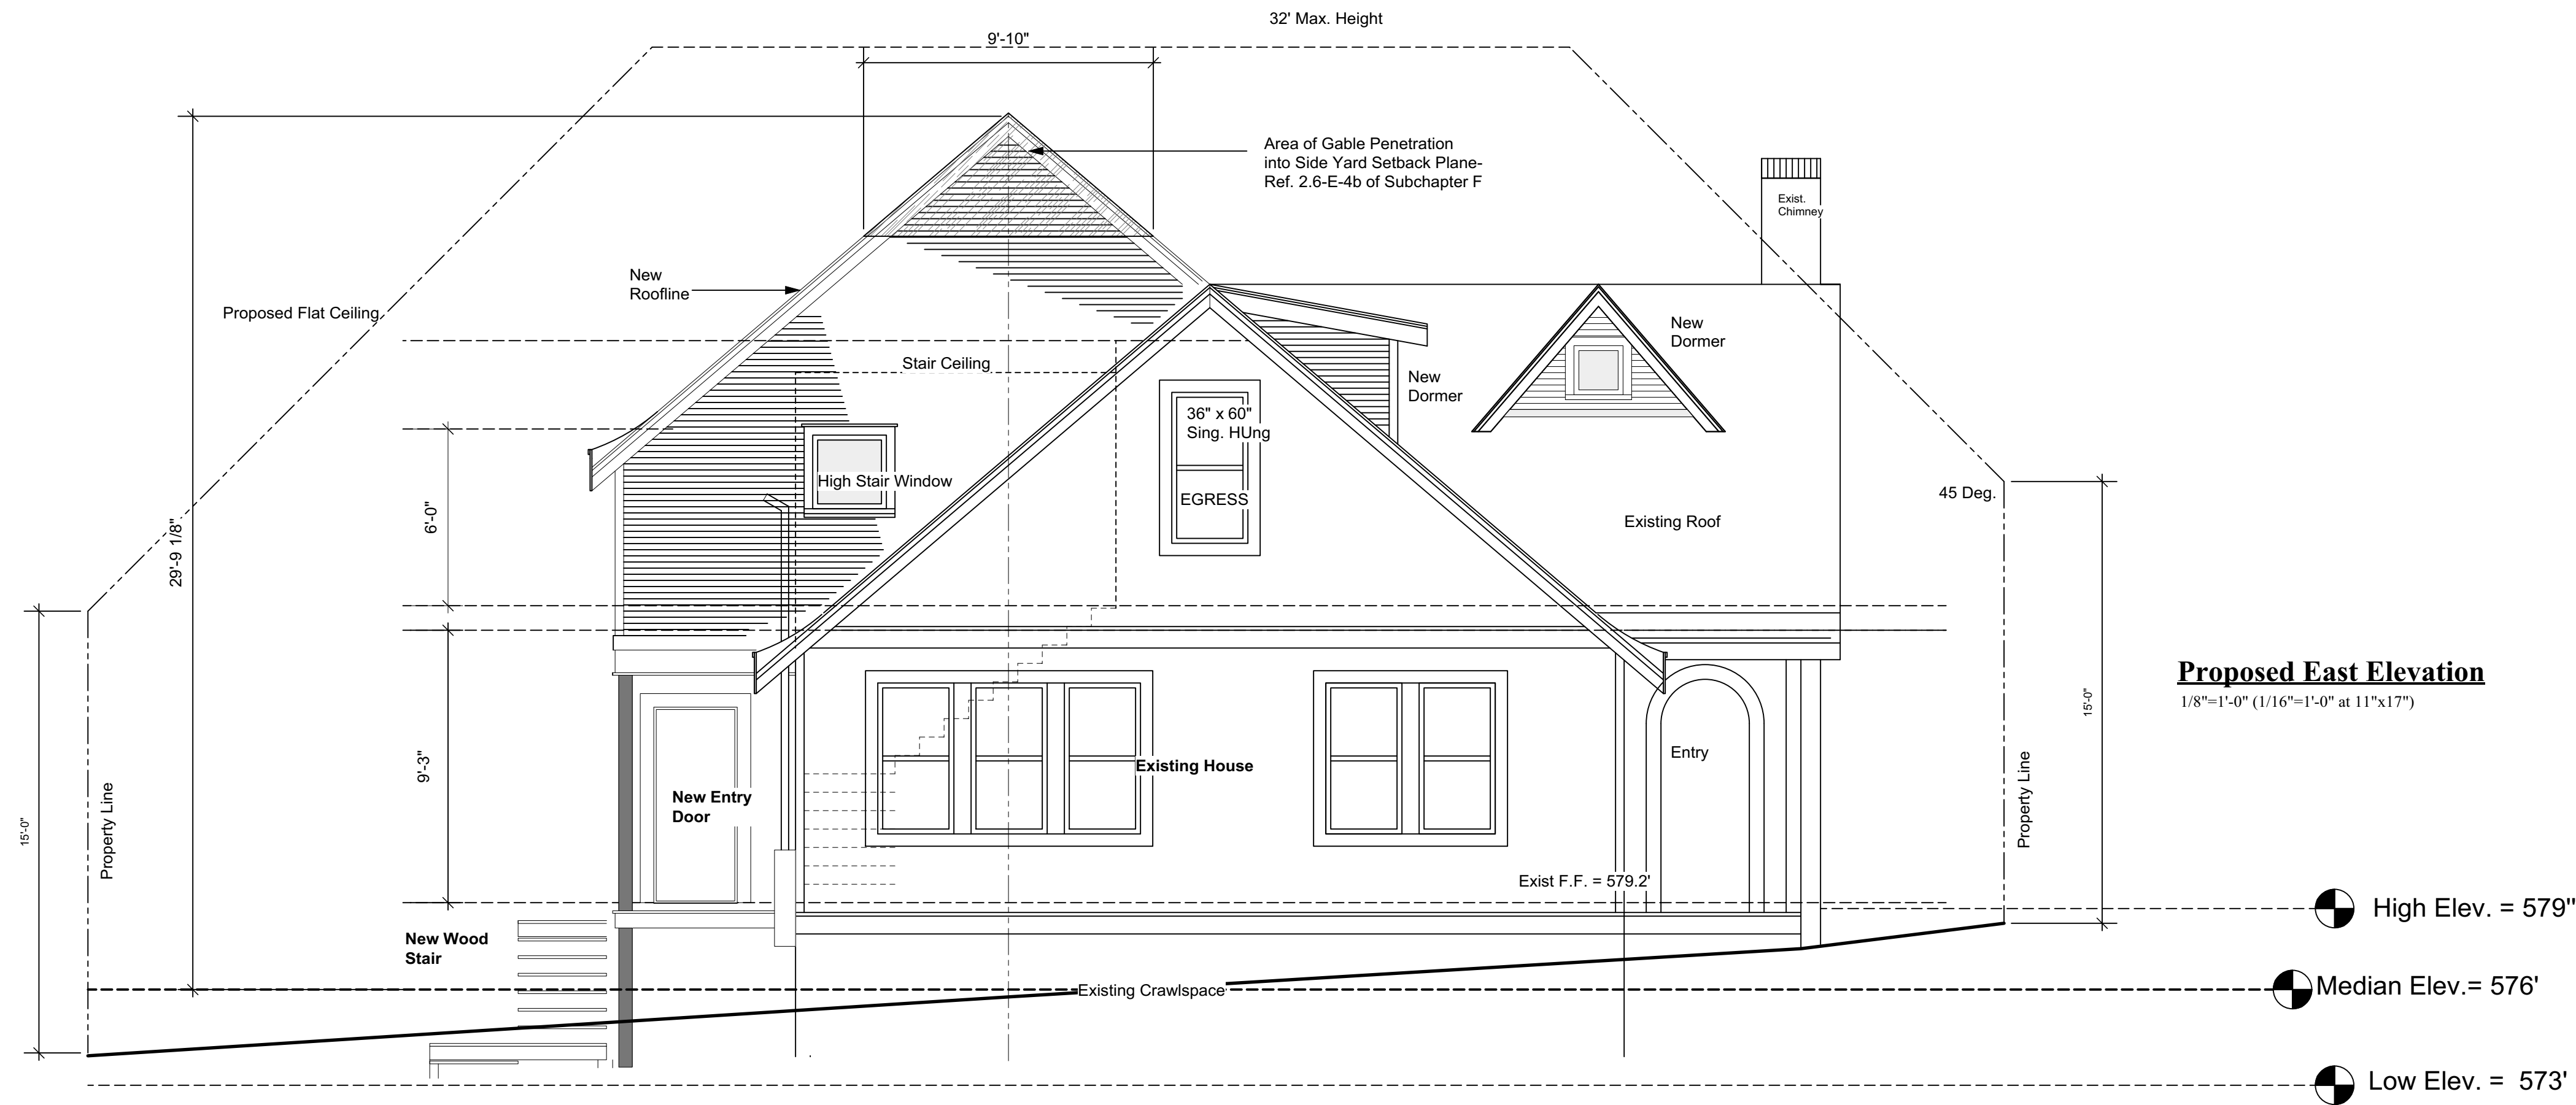 32' Max. Height
9'-10"
Area of Gable Penetration
into Side Yard Setback Plane-
Ref. 2.6-E-4b of Subchapter F
Exist.
Chimney
New
Roofline
Proposed Flat Ceiling
New
Dormer
Stair Ceiling
New
Dormer
36" x 60"
Sing. HUng
High Stair Window
EGRESS
45 Deg.
Existing Roof
6'-0"
29'-9 1/8"
Proposed East Elevation
1/8"=1'-0" (1/16"=1'-0" at 11"x17")
15'-0"
9'-3"
Existing House
Entry
New Entry
Door
15'-0"
Property Line
Property Line
Exist F.F. = 579.2'
High Elev. = 579"
New Wood
Stair
Existing Crawlspace
Median Elev.= 576'
Low Elev. = 573'